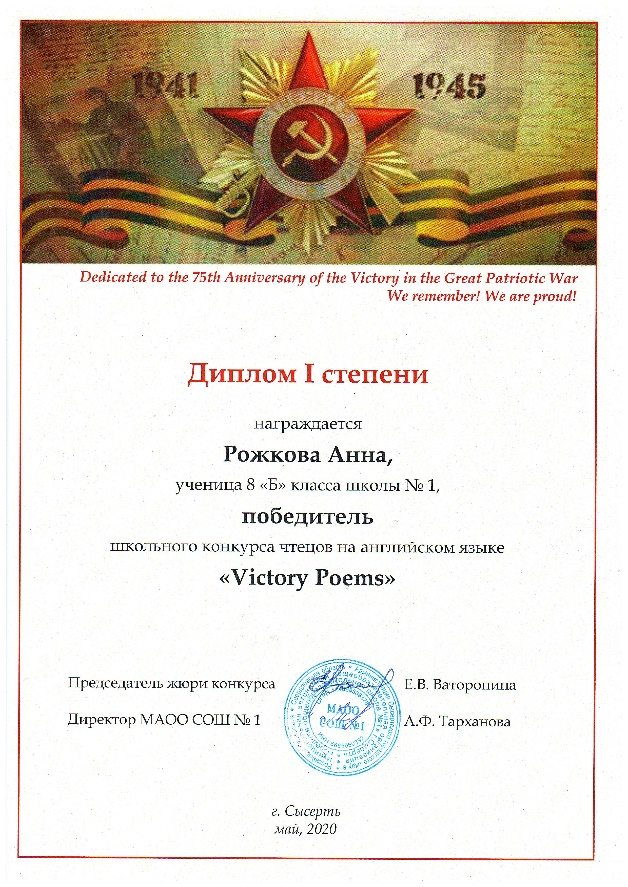 1941 1945
Dedicated to the 75th Anniversary of the Victory in the Great Patriotic War
We remember! We are proud!
Диплом I степени
награждается
Рожкова Анна,
ученица 8 «Б» класса школы № 1,
победитель
школьного конкурса чтецов на английском языке
«Victory Poems»
Председатель жюри конкурса Е.В. Ваторопина
Директор МАОО СОШ № 1 А.Ф. Тарханова
МАОО
СОШ №1
г. Сысерть
май, 2020